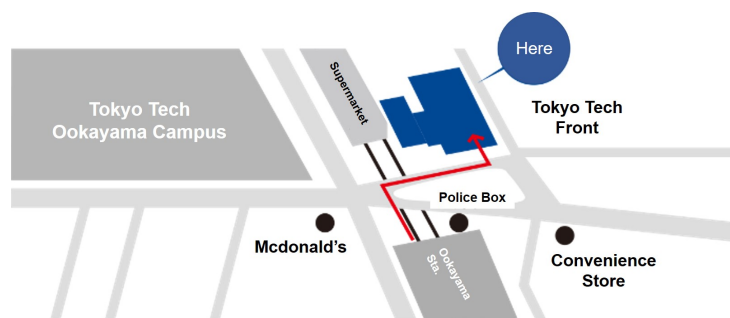 Here
Supermarket
Tokyo Tech
Ookayama Campus
Tokyo Tech
Front
Police Box
Mcdonald’s
Ookayama
Sta.
Convenience
Store